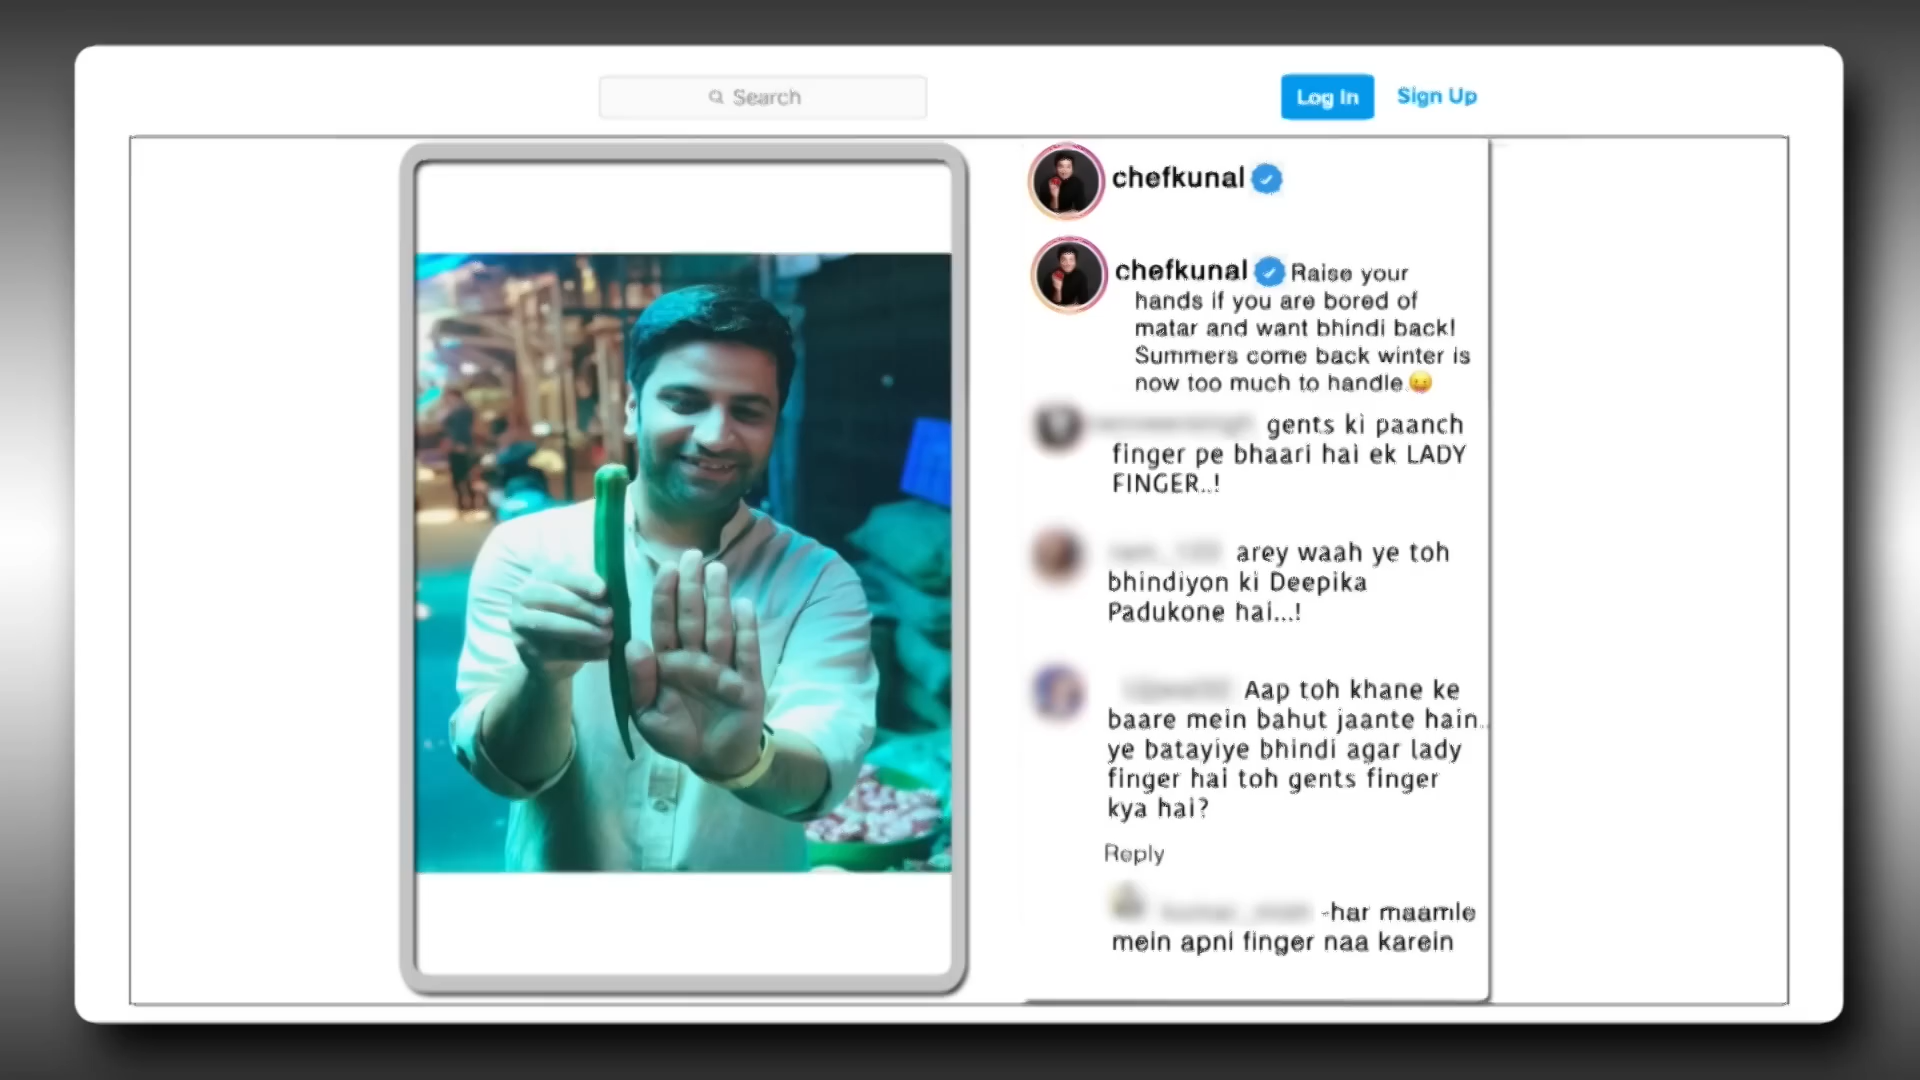 Search
Log In
Sign Up
chefkunal
chefkunal Raise your
hands if you are bored of
matar and want bhindi back!
Summers come back winter is
now too much to handle😛
gents ki paanch
finger pe bhaari hai ek LADY
FINGER..!
arey waah ye toh
bhindiyon ki Deepika
Padukone hai...!
Aap toh khane ke
baare mein bahut jaante hain..
ye batayiye bhindi agar lady
finger hai toh gents finger
kya hai?
Reply
-har maamle
mein apni finger naa karein